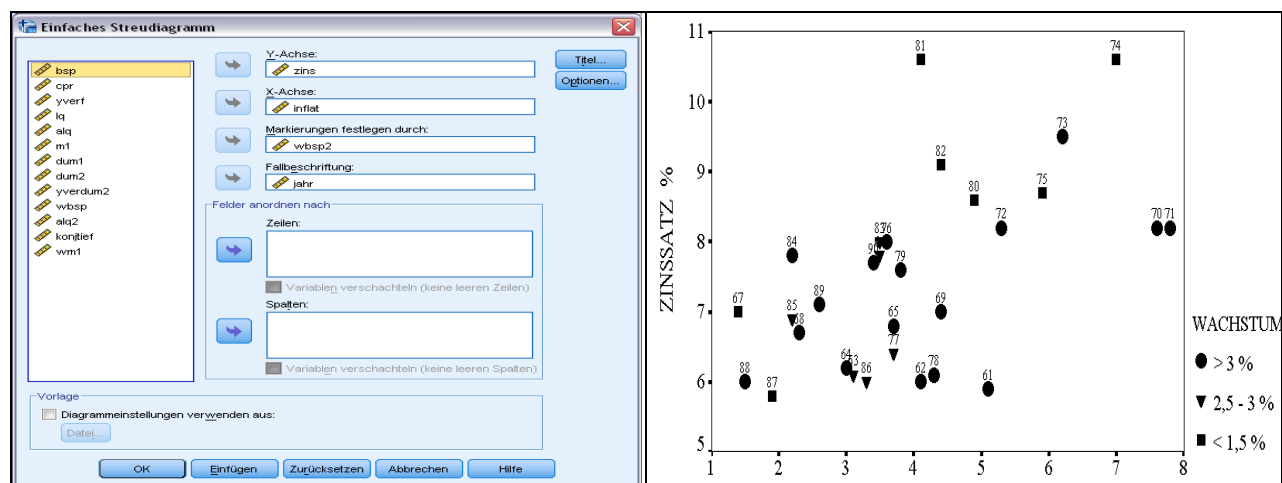 Einfaches Streudiagramm
bsp
cpr
yverf
lq
alq
m1
dum1
dum2
yverdum2
wbsp
alq2
konjtief
wm1
Y-Achse:
zins
X-Achse:
inflat
Markierungen festlegen durch:
wbsp2
Fallbeschriftung:
jahr
Titel...
Optionen...
Felder anordnen nach
Zeilen:
Variablen verschachteln (keine leeren Zeilen)
Spalten:
Variablen verschachteln (keine leeren Spalten)
Vorlage
Diagrammeinstellungen verwenden aus:
Datei...
OK Einfügen Zurücksetzen Abbrechen Hilfe
ZINSSATZ %
11
10
9
8
7
6
5
1 2 3 4 5 6 7 8
81 74
73
82
80 75
72 70 71
84 83 76
90 79
89
67 85 68 65 69
77
64 63 86 62 78 61
88 87
WACHSTUM
> 3 %
2,5 - 3 %
< 1,5 %